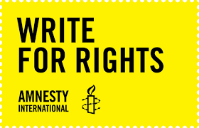 WRITE
FOR RIGHTS
AMNESTY
INTERNATIONAL